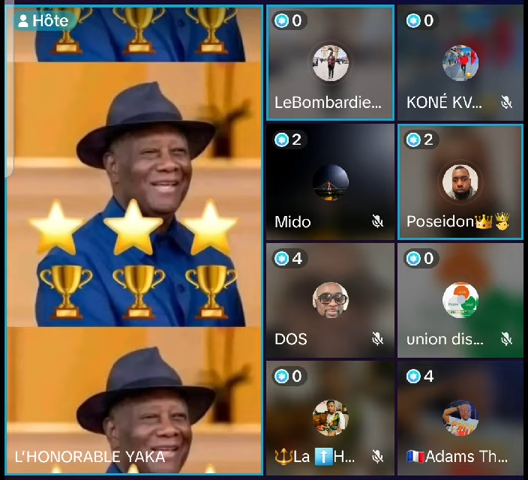 Hôte
L'HONORABLE YAKA
0
LeBombardie...
0
KONÉ KV...
2
Mido
2
Poseidon👑🤴
4
DOS
0
union dis...
0
🔱La ⬆️H...
4
🇫🇷Adams Th...